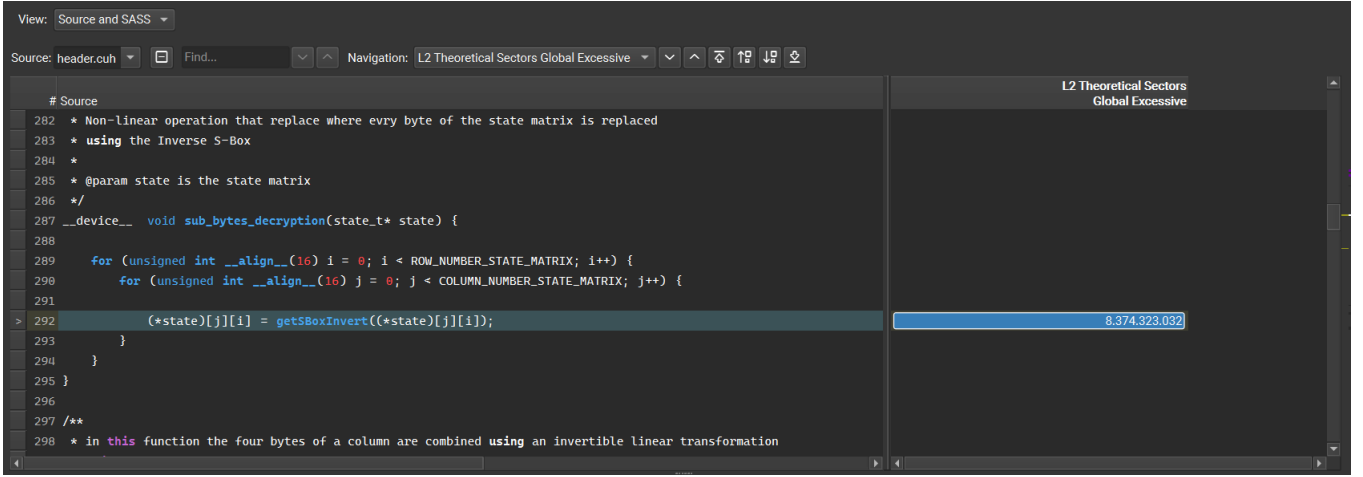 View: Source and SASS
Source: header.cuh Find... Navigation: L2 Theoretical Sectors Global Excessive
# Source
L2 Theoretical Sectors
Global Excessive
282 * Non-linear operation that replace where evry byte of the state matrix is replaced
283 * using the Inverse S-Box
284 *
285 * @param state is the state matrix
286 */
287 __device__ void sub_bytes_decryption(state_t* state) {
288
289 for (unsigned int __align__(16) i = 0; i < ROW_NUMBER_STATE_MATRIX; i++) {
290 for (unsigned int __align__(16) j = 0; j < COLUMN_NUMBER_STATE_MATRIX; j++) {
291
> 292 (*state)[j][i] = getSBoxInvert((*state)[j][i]); 8.374.323.032
293 }
294 }
295 }
296
297 /**
298 * in this function the four bytes of a column are combined using an invertible linear transformation